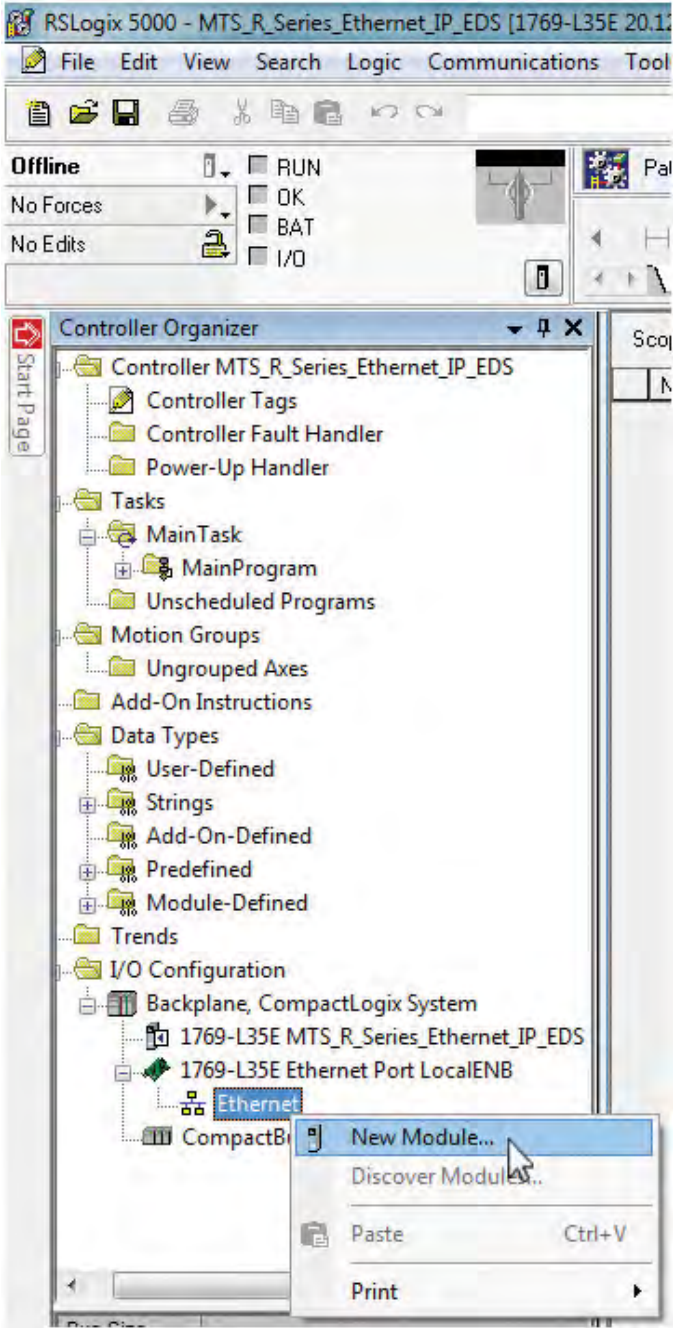 RSLogix 5000 - MTS_R_Series_Ethernet_IP_EDS [1769-L35E 20.12
File Edit View Search Logic Communications Tool
Offline RUN
No Forces OK
BAT
No Edits
I/O
Controller Organizer
Start Page
Controller MTS_R_Series_Ethernet_IP_EDS
Controller Tags
Controller Fault Handler
Power-Up Handler
Tasks
MainTask
MainProgram
Unscheduled Programs
Motion Groups
Ungrouped Axes
Add-On Instructions
Data Types
User-Defined
Strings
Add-On-Defined
Predefined
Module-Defined
Trends
I/O Configuration
Backplane, CompactLogix System
1769-L35E MTS_R_Series_Ethernet_IP_EDS
1769-L35E Ethernet Port LocalENB
Ethernet
CompactB
New Module...
Discover Modul
Paste Ctrl+V
Print